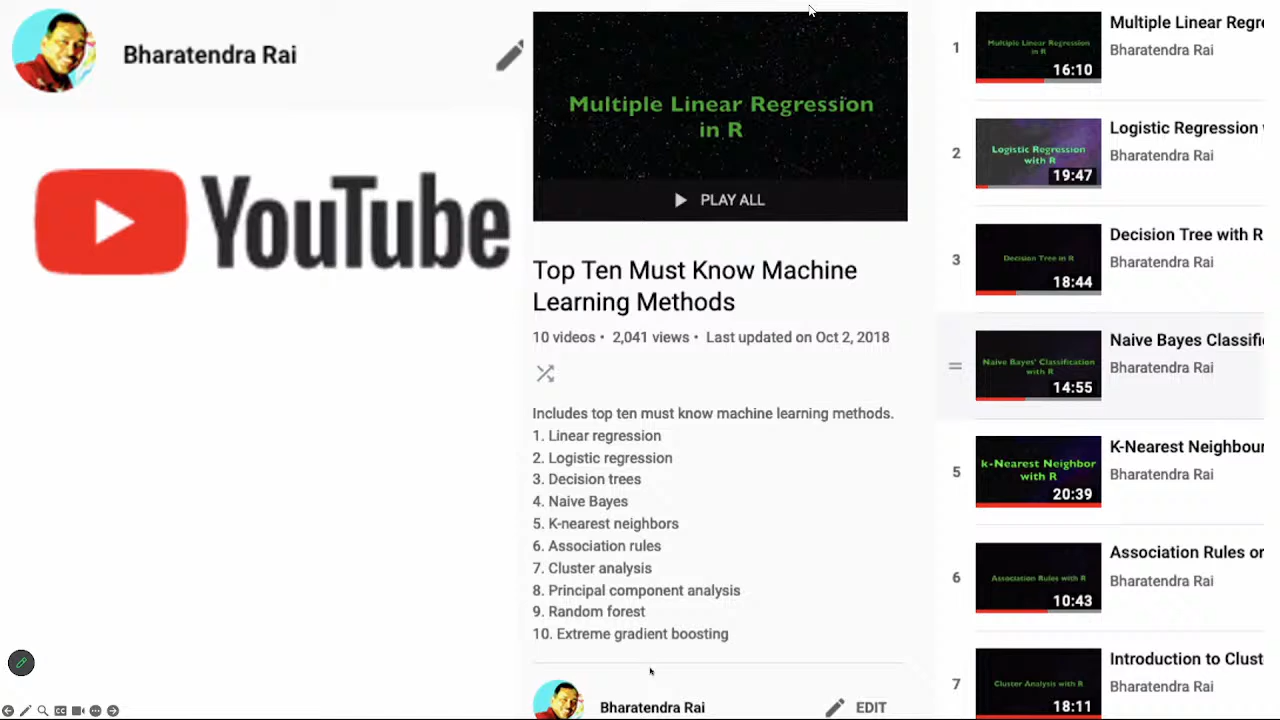 Bharatendra Rai
YouTube
Multiple Linear Regression
in R
PLAY ALL
Top Ten Must Know Machine
Learning Methods
10 videos • 2,041 views • Last updated on Oct 2, 2018
Includes top ten must know machine learning methods.
1. Linear regression
2. Logistic regression
3. Decision trees
4. Naive Bayes
5. K-nearest neighbors
6. Association rules
7. Cluster analysis
8. Principal component analysis
9. Random forest
10. Extreme gradient boosting
Bharatendra Rai
EDIT
1
Multiple Linear Regression
in R
16:10
Multiple Linear Regre
Bharatendra Rai
2
Logistic Regression
with R
19:47
Logistic Regression
Bharatendra Rai
3
Decision Tree in R
18:44
Decision Tree with R
Bharatendra Rai
Naive Bayes' Classification
with R
14:55
Naive Bayes Classifi
Bharatendra Rai
5
k-Nearest Neighbor
with R
20:39
K-Nearest Neighbour
Bharatendra Rai
6
Association Rules with R
10:43
Association Rules or
Bharatendra Rai
7
Cluster Analysis with R
18:11
Introduction to Clust
Bharatendra Rai